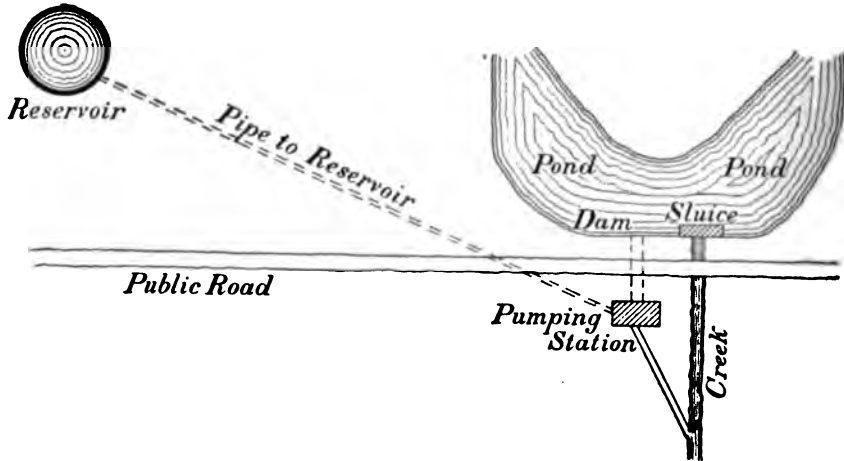 Reservoir
Pipe to Reservoir
Pond
Pond
Dam
Sluice
Public Road
Pumping
Station
Creek